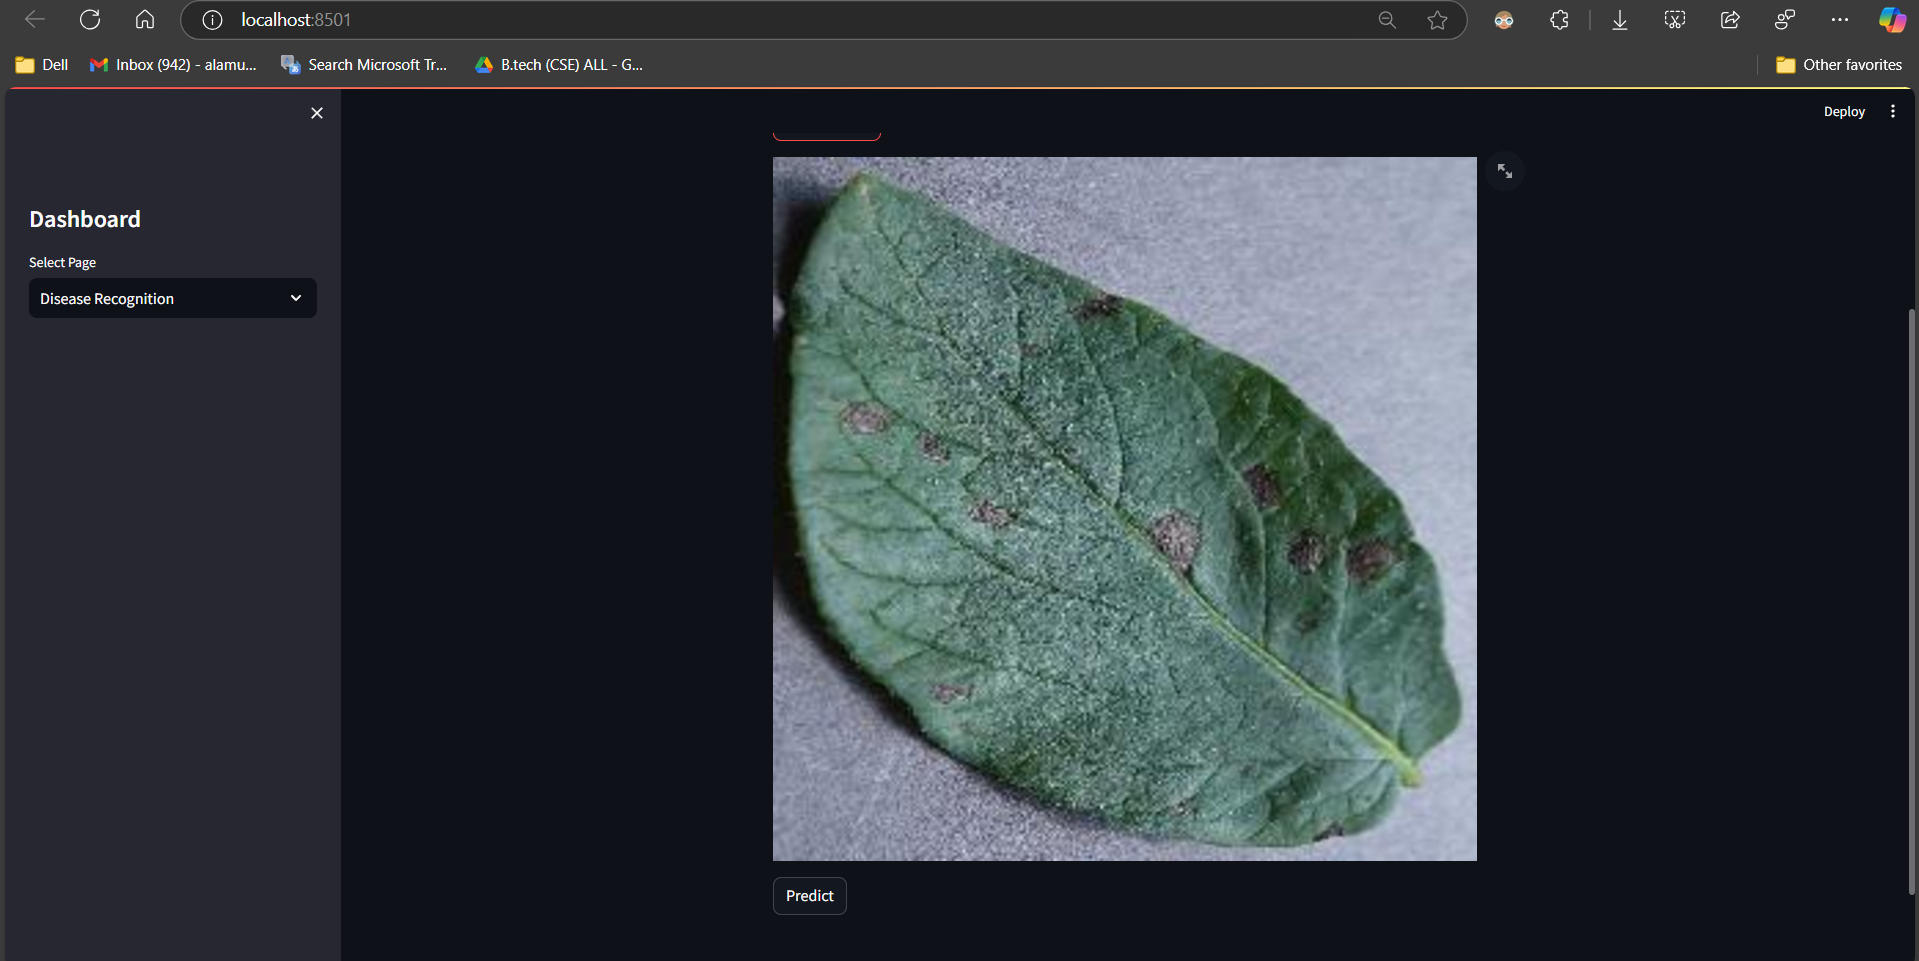 localhost:8501
Dell
Inbox (942) - alamu...
Search Microsoft Tr...
B.tech (CSE) ALL - G...
Other favorites
Deploy
Dashboard
Select Page
Disease Recognition
Predict